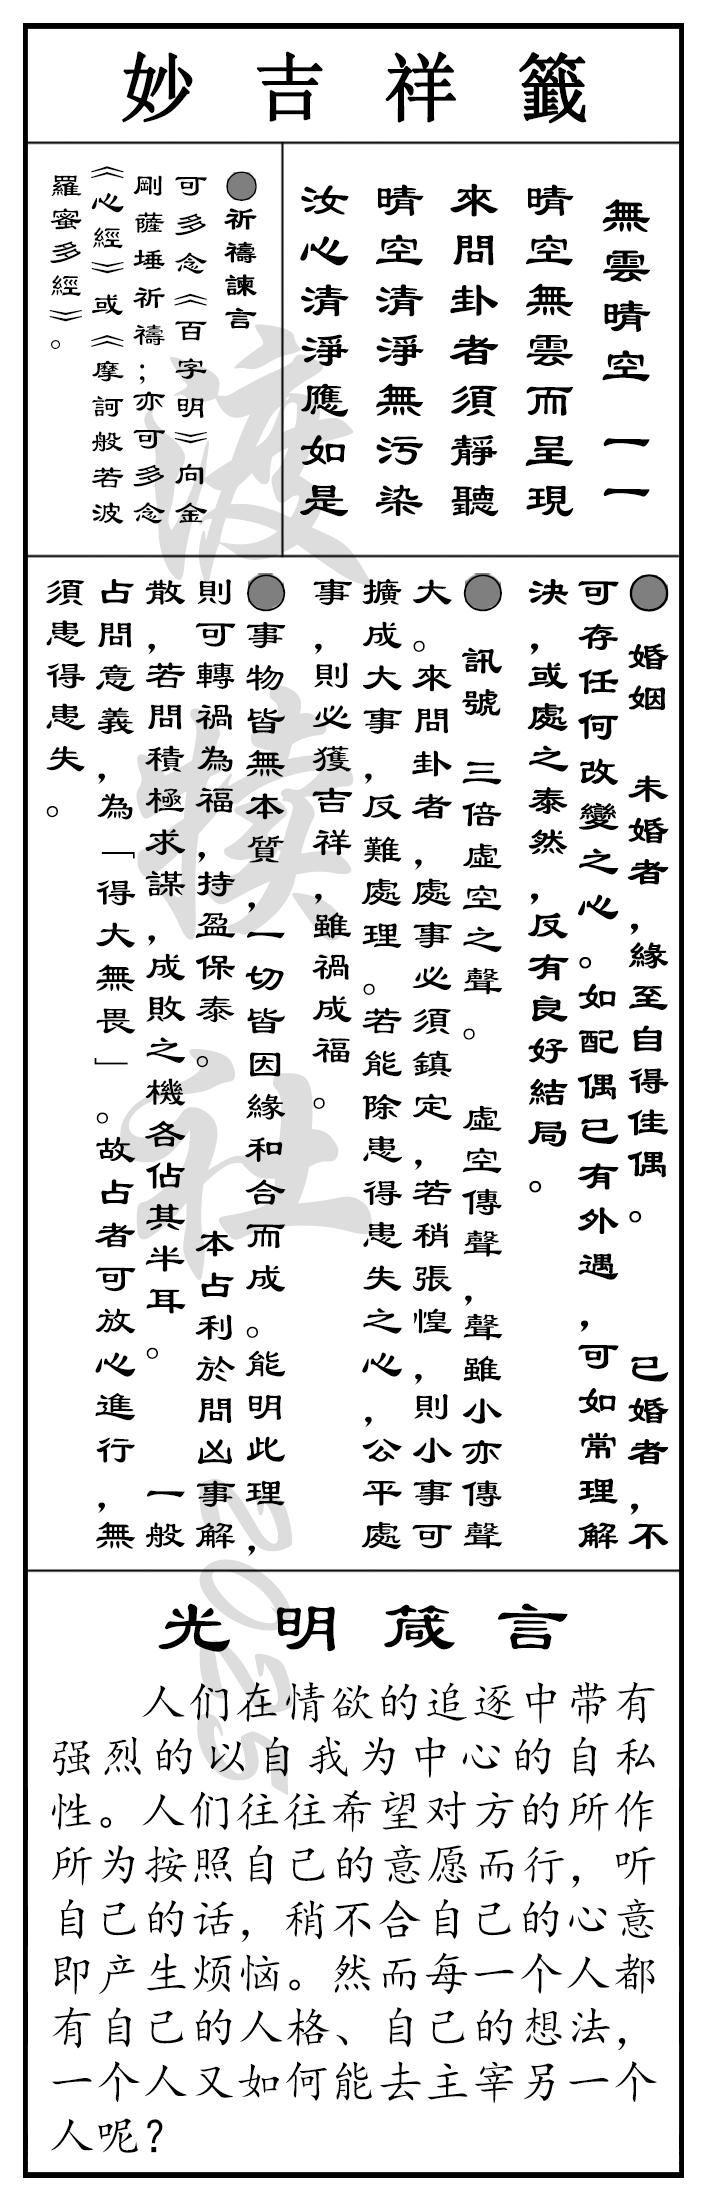 妙吉祥籤
無雲晴空 一一
晴空無雲而呈現
來問卦者須靜聽
晴空清淨無污染
汝心清淨應如是
●祈禱諫言
可多念《百字明》向金
剛薩埵祈禱；亦可多念
《心經》或《摩訶般若波
羅蜜多經》。
● 婚姻 未婚者，緣至自得佳偶。 已婚者，不
可存任何改變之心。如配偶已有外遇，可如常理解
決，或處之泰然，反有良好結局。
● 訊號 三倍虛空之聲。 虛空傳聲，聲雖小亦傳聲
大。來問卦者，處事必須鎮定，若稍張惶，則小事可
擴成大事，反難處理。若能除患得患失之心，公平處
事，則必獲吉祥，雖禍成福。
●事物皆無本質，一切皆因緣和合而成。能明此理，
則可轉禍為福，持盈保泰。 本占利於問凶事解
散，若問積極求謀，成敗之機各佔其半耳。 一般
占問意義，為「得大無畏」。故占者可放心進行，無
須患得患失。
光明箴言
人们在情欲的追逐中带有
强烈的以自我为中心的自私
性。人们往往希望对方的所作
所为按照自己的意愿而行，听
自己的话，稍不合自己的心意
即产生烦恼。然而每一个人都
有自己的人格、自己的想法，
一个人又如何能去主宰另一个
人呢？
渡犊社 2025